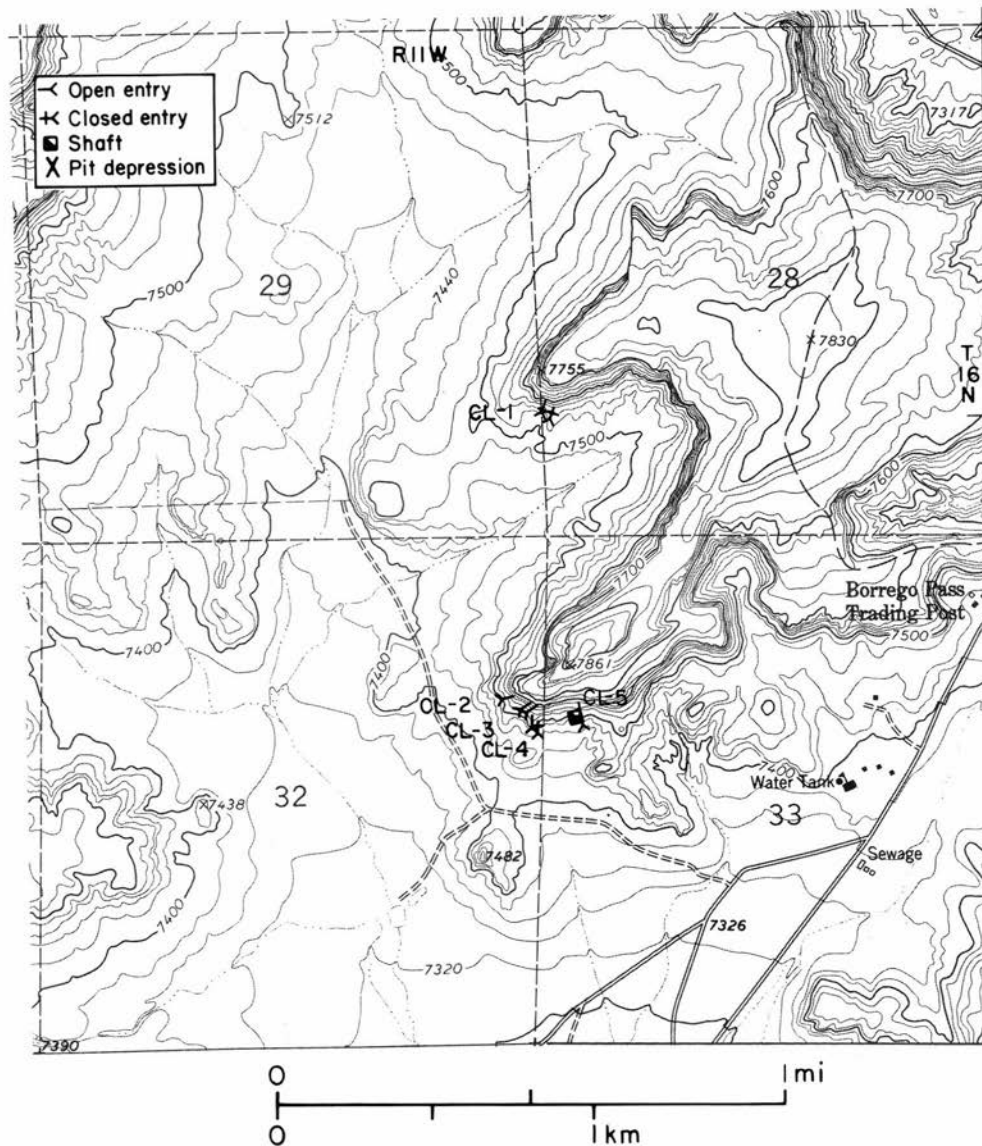 R11W
7500
Open entry
Closed entry
Shaft
Pit depression
7512
7317
7600
7700
29
28
7440
7500
7830
T
16
N
7755
CL-1
7500
7600
7700
Borrego Pass
Trading Post
7500
7400
7400
7861
CL-2
CL-5
CL-3
CL-4
7400
Water Tank
32
7438
33
7482
Sewage
7400
7326
7320
7390
0
1 mi
0
1 km